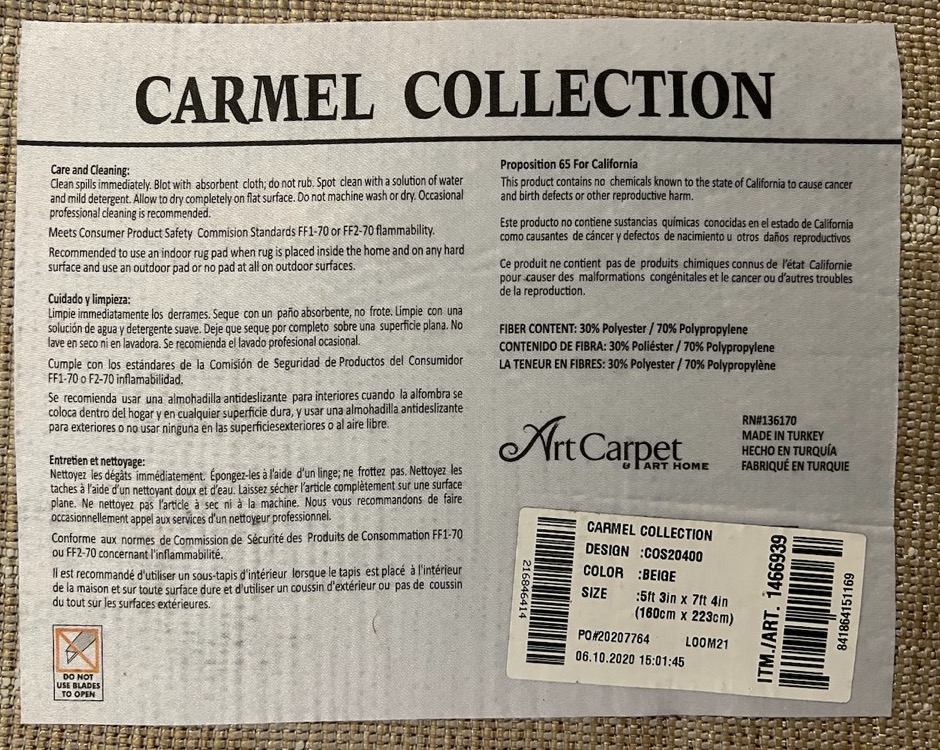 CARMEL COLLECTION
Care and Cleaning:
Clean spills immediately. Blot with absorbent cloth; do not rub. Spot clean with a solution of water
and mild detergent. Allow to dry completely on flat surface. Do not machine wash or dry. Occasional
professional cleaning is recommended.
Meets Consumer Product Safety Commision Standards FF1-70 or FF2-70 flammability.
Recommended to use an indoor rug pad when rug is placed inside the home and on any hard
surface and use an outdoor pad or no pad at all on outdoor surfaces.
Cuidado y limpieza:
Limpie immediatamente los derrames. Seque con un paño absorbente, no frote. Limpie con una
solución de agua y detergente suave. Deje que seque por completo sobre una superficie plana. No
lave en seco ni en lavadora. Se recomienda el lavado profesional ocasional.
Cumple con los estándares de la Comisión de Seguridad de Productos del Consumidor
FF1-70 o F2-70 inflamabilidad.
Se recomienda usar una almohadilla antideslizante para interiores cuando la alfombra se
coloca dentro del hogar y en cualquier superficie dura, y usar una almohadilla antideslizante
para exteriores o no usar ninguna en las superficiesexteriores o al aire libre.
Entretien et nettoyage:
Nettoyez les dégâts immédiatement. Épongez-les à l'aide d'un linge; ne frottez pas. Nettoyez les
taches à l'aide d'un nettoyant doux et d'eau. Laissez sécher l'article complètement sur une surface
plane. Ne nettoyez pas l'article à sec ni à la machine. Nous vous recommandons de faire
occasionnellement appel aux services d'un nettoyeur professionnel.
Conforme aux normes de Commission de Sécurité des Produits de Consommation FF1-70
ou FF2-70 concernant l'inflammabilité.
Il est recommandé d'utiliser un sous-tapis d'intérieur lorsque le tapis est placé à l'intérieur
de la maison et sur toute surface dure et d'utiliser un coussin d'extérieur ou pas de coussin
du tout sur les surfaces extérieures.
DO NOT
USE BLADES
TO OPEN
Proposition 65 For California
This product contains no chemicals known to the state of California to cause cancer
and birth defects or other reproductive harm.
Este producto no contiene sustancias químicas conocidas en el estado de California
como causantes de cáncer y defectos de nacimiento u otros daños reproductivos
Ce produit ne contient pas de produits chimiques connus de l'état Californie
pour causer des malformations congénitales et le cancer ou d'autres troubles
de la reproduction.
FIBER CONTENT: 30% Polyester / 70% Polypropylene
CONTENIDO DE FIBRA: 30% Poliéster / 70% Polypropylene
LA TENEUR EN FIBRES: 30% Polyester / 70% Polypropylène
Art Carpet
& ART HOME
RN#136170
MADE IN TURKEY
HECHO EN TURQUÍA
FABRIQUÉ EN TURQUIE
216846414
CARMEL COLLECTION
DESIGN :COS20400
COLOR :BEIGE
SIZE :5ft 3in x 7ft 4in
(160cm x 223cm)
PO#20207764 LOOM21
06.10.2020 15:01:45
ITM./ART. 1466939
841864151169